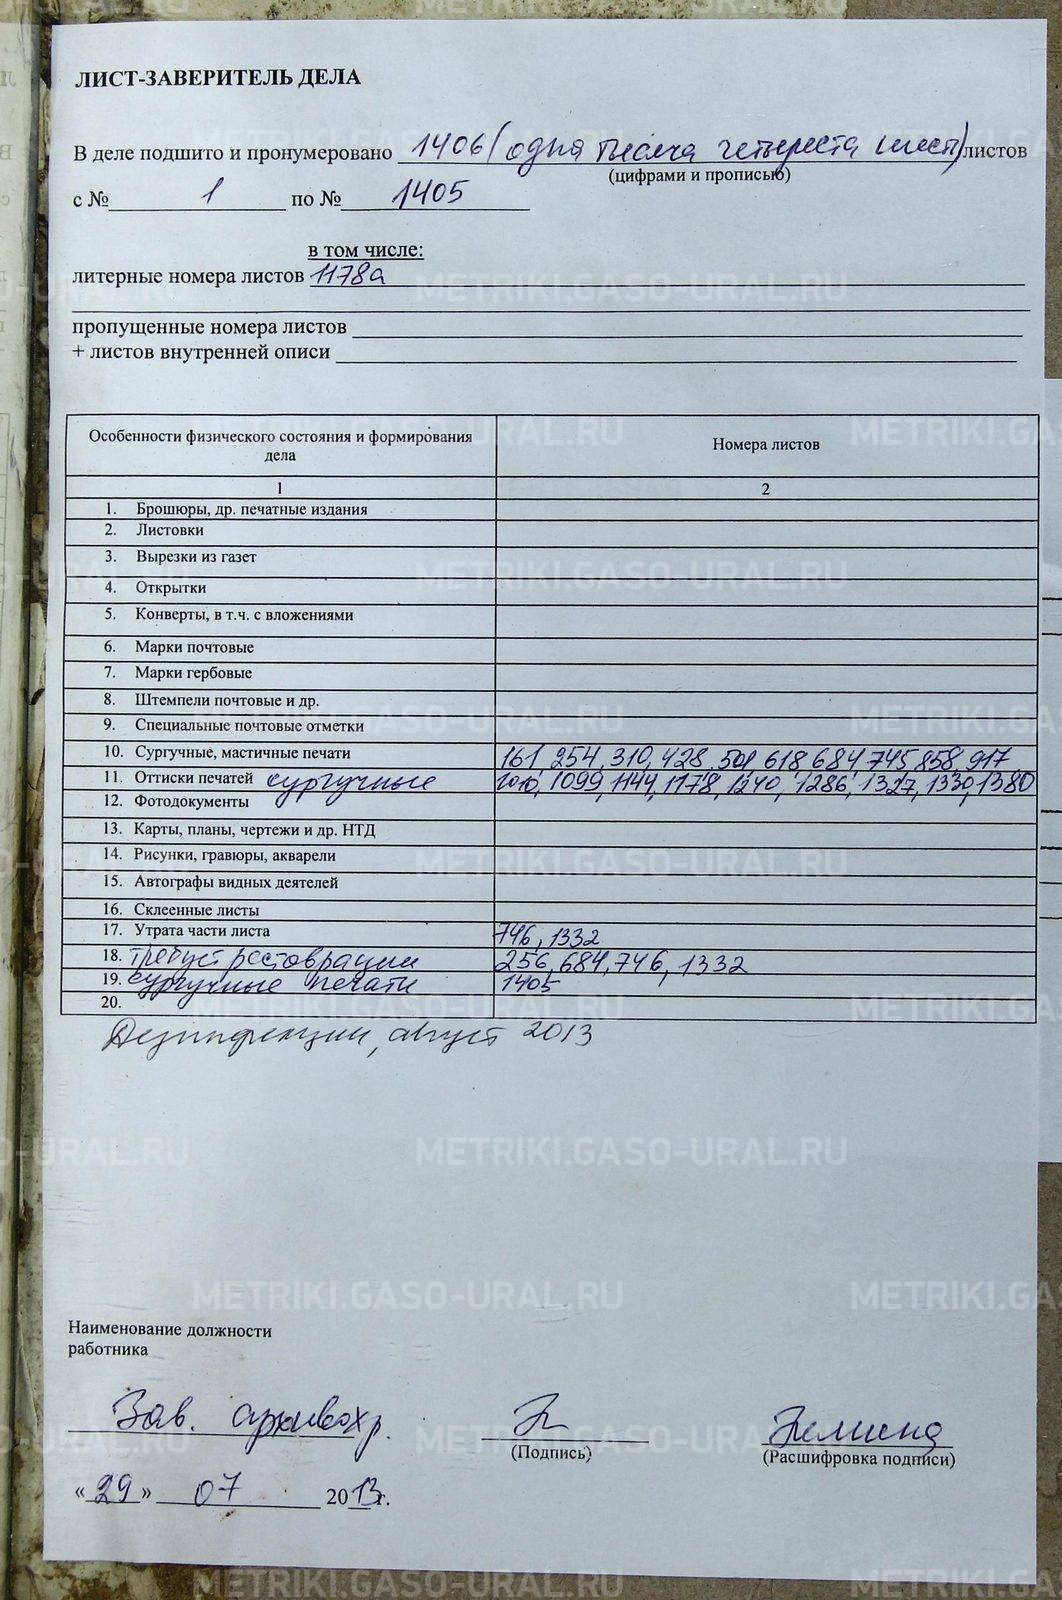 ЛИСТ-ЗАВЕРИТЕЛЬ ДЕЛА
В деле подшито и пронумеровано 1406 (одна тысяча четыреста шесть) листов
(цифрами и прописью)
с № 1 по № 1405
в том числе:
литерные номера листов 1178а
пропущенные номера листов
+ листов внутренней описи
Особенности физического состояния и формирования дела Номера листов
1 2
1. Брошюры, др. печатные издания
2. Листовки
3. Вырезки из газет
4. Открытки
5. Конверты, в т.ч. с вложениями
6. Марки почтовые
7. Марки гербовые
8. Штемпели почтовые и др.
9. Специальные почтовые отметки
10. Сургучные, мастичные печати 161, 254, 310, 428, 501, 618, 684, 745, 858, 917
11. Оттиски печатей сургучные 1010, 1099, 1144, 1178, 1240, 1286, 1327, 1330, 1380
12. Фотодокументы
13. Карты, планы, чертежи и др. НТД
14. Рисунки, гравюры, акварели
15. Автографы видных деятелей
16. Склеенные листы
17. Утрата части листа 746, 1332
18. требуют реставрации 256, 684, 746, 1332
19. сургучные печати 1405
20.
Дезинфекции, август 2013
Наименование должности
работника
Зав. архивохр.
(Подпись) (Расшифровка подписи)
«29» 07 2013 г.
METRIKI.GASO-URAL.RU